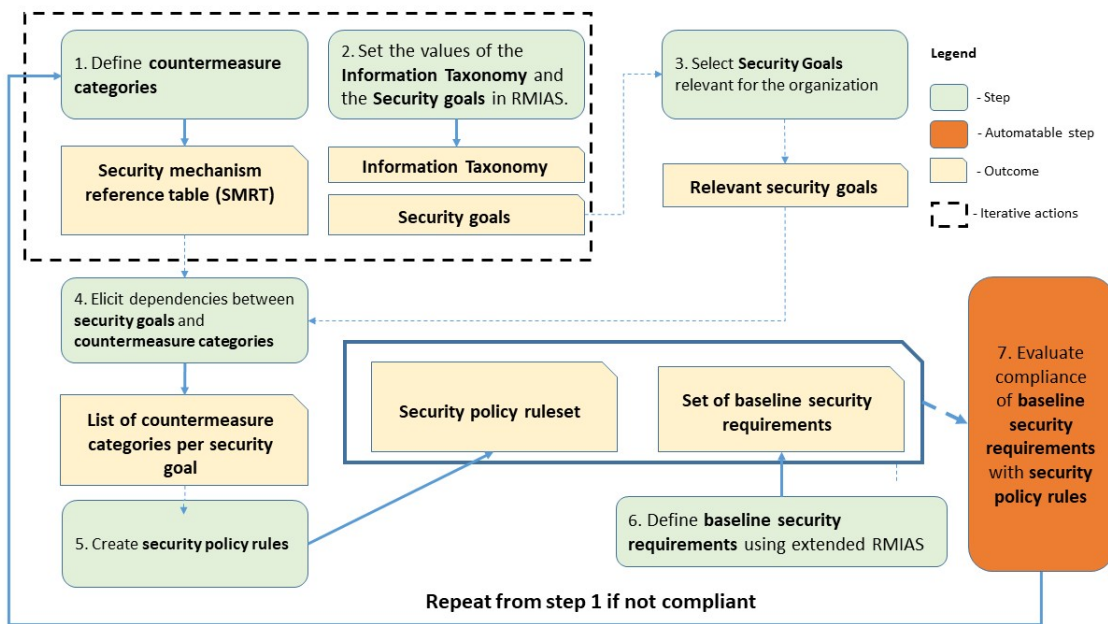 1. Define countermeasure
categories
2. Set the values of the
Information Taxonomy and
the Security goals in RMIAS.
3. Select Security Goals
relevant for the organization
Legend
- Step
- Automatable step
- Outcome
- Iterative actions
Security mechanism
reference table (SMRT)
Information Taxonomy
Security goals
Relevant security goals
4. Elicit dependencies between
security goals and
countermeasure categories
List of countermeasure
categories per security
goal
5. Create security policy rules
Security policy ruleset
Set of baseline security
requirements
6. Define baseline security
requirements using extended RMIAS
7. Evaluate
compliance
of baseline
security
requirements
with security
policy rules
Repeat from step 1 if not compliant